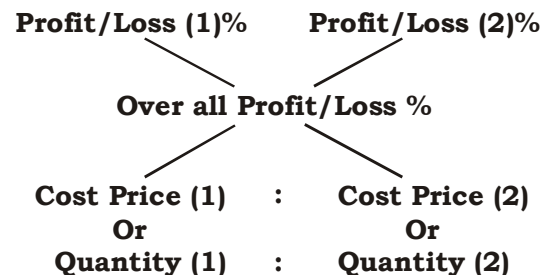 Profit/Loss (1)% Profit/Loss (2)%
Over all Profit/Loss %
Cost Price (1) : Cost Price (2)
Or Or
Quantity (1) : Quantity (2)